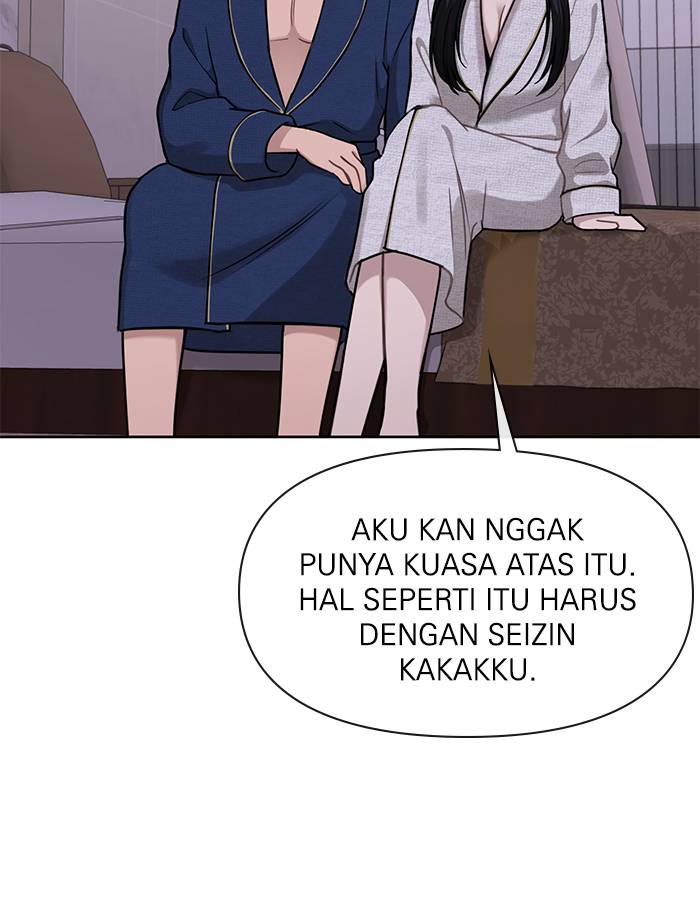 AKU KAN NGGAK
PUNYA KUASA ATAS ITU.
HAL SEPERTI ITU HARUS
DENGAN SEIZIN
KAKAKKU.